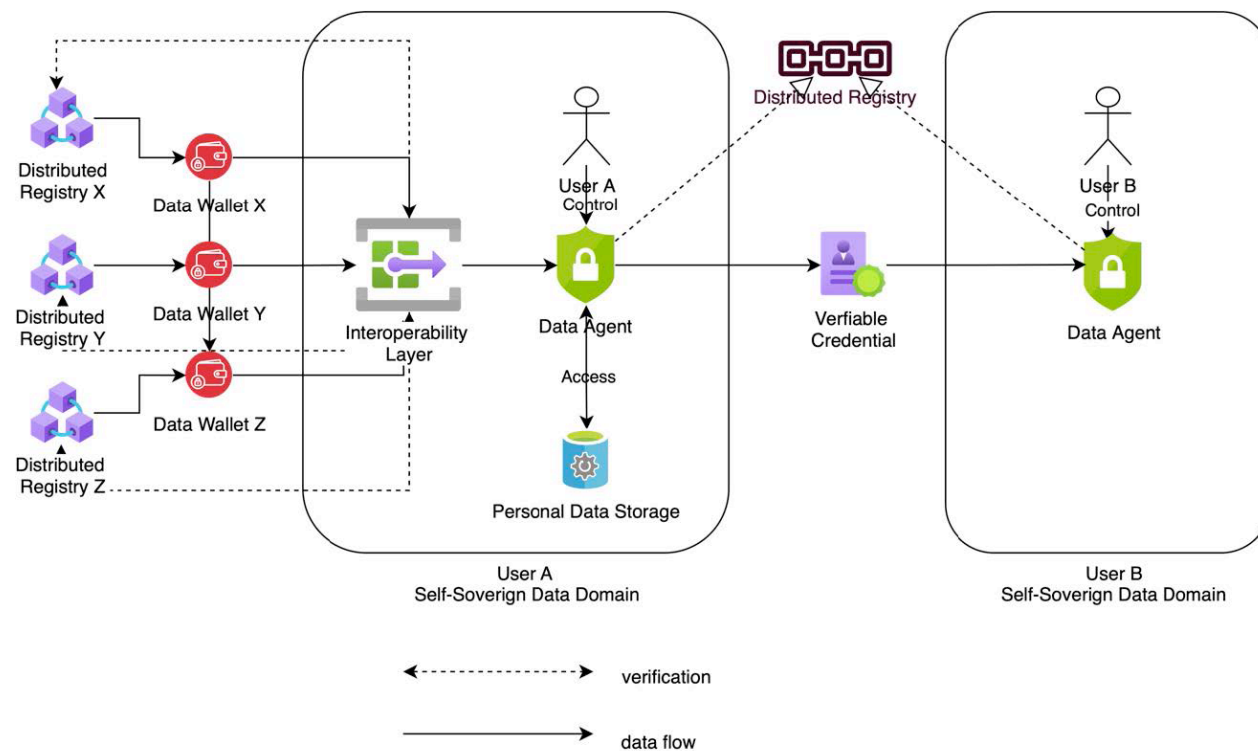 Distributed Registry
User A
Control
User B
Control
Distributed
Registry X
Data Wallet X
Distributed
Registry Y
Data Wallet Y
Interoperability
Layer
Data Agent
Verfiable
Credential
Data Agent
Access
Distributed
Registry Z
Data Wallet Z
Personal Data Storage
User A
Self-Soverign Data Domain
User B
Self-Soverign Data Domain
verification
data flow